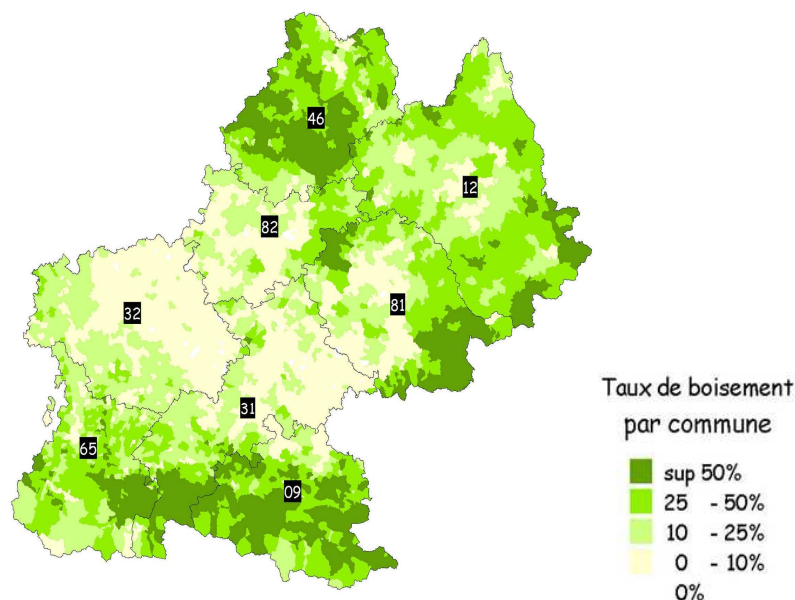 46
12
82
32
81
31
65
09
Taux de boisement
par commune
sup 50%
25 - 50%
10 - 25%
0 - 10%
0%